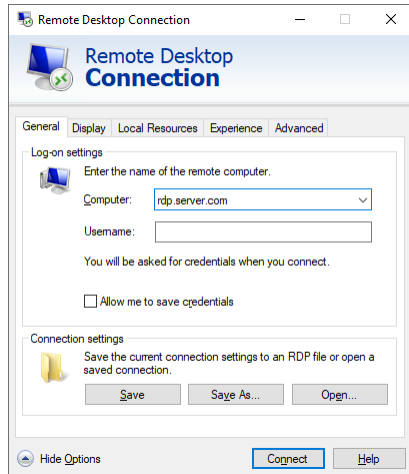 Remote Desktop Connection
Remote Desktop
Connection
General Display Local Resources Experience Advanced
Log-on settings
Enter the name of the remote computer.
Computer: rdp.server.com
Username:
You will be asked for credentials when you connect.
Allow me to save credentials
Connection settings
Save the current connection settings to an RDP file or open a
saved connection.
Save Save As... Open...
Hide Options Connect Help